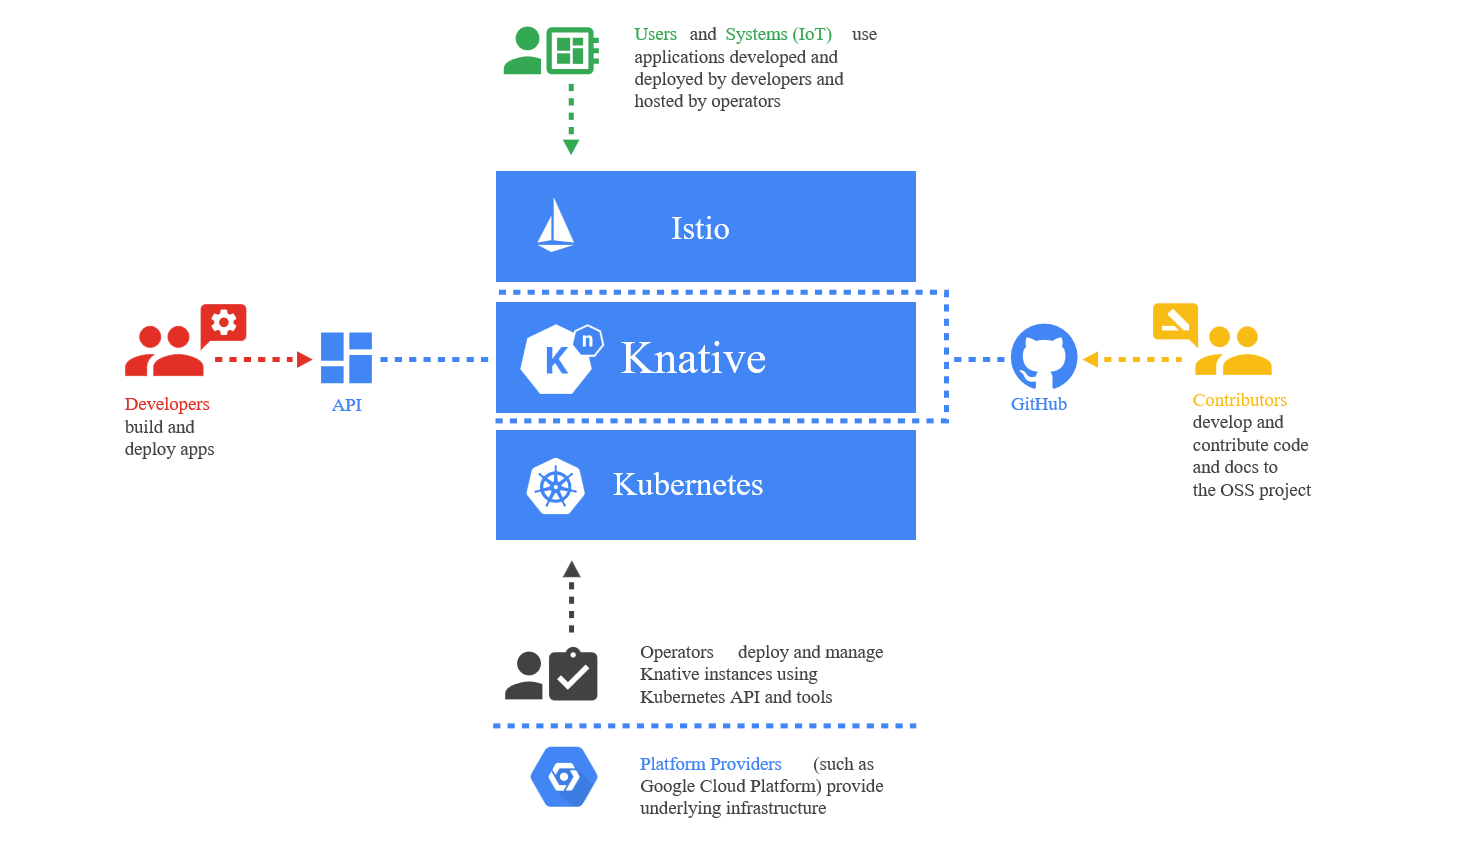 Users and Systems (IoT) use
applications developed and
deployed by developers and
hosted by operators
Istio
K n Knative
Developers
build and
deploy apps
API
GitHub
Contributors
develop and
contribute code
and docs to
the OSS project
Kubernetes
Operators deploy and manage
Knative instances using
Kubernetes API and tools
Platform Providers (such as
Google Cloud Platform) provide
underlying infrastructure